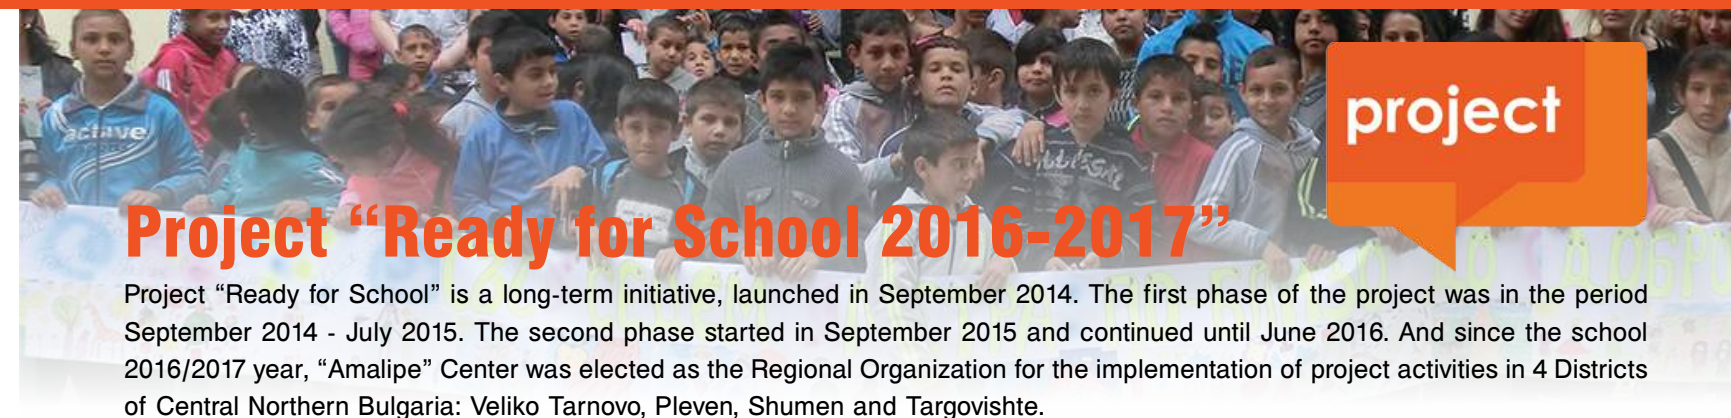 active
project
Project “Ready for School 2016-2017”
Project “Ready for School” is a long-term initiative, launched in September 2014. The first phase of the project was in the period
September 2014 - July 2015. The second phase started in September 2015 and continued until June 2016. And since the school
2016/2017 year, “Amalipe” Center was elected as the Regional Organization for the implementation of project activities in 4 Districts
of Central Northern Bulgaria: Veliko Tarnovo, Pleven, Shumen and Targovishte.